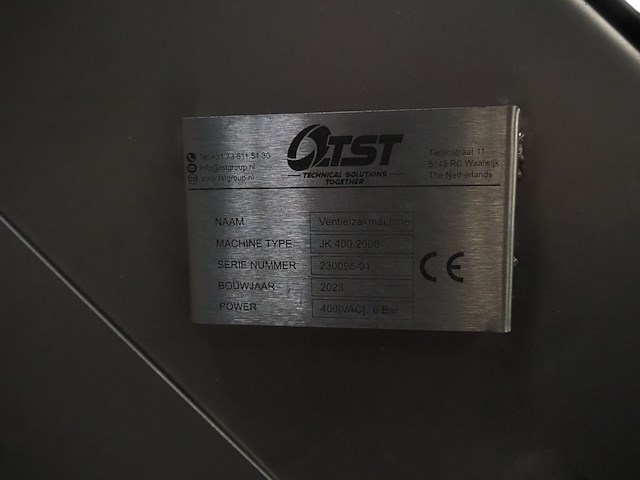 Tel: +31 73 611 51 30
info@tstgroup.nl
www.tstgroup.nl
TST
TECHNICAL SOLUTIONS
TOGETHER
11
5145 RC Waalwijk
The Netherlands
NAAM Ventielzakmachine
MACHINE TYPE JK 400 2000
SERIE NUMMER 230098-01
BOUWJAAR 2023
POWER 400[VAC] 6 Bar
CE